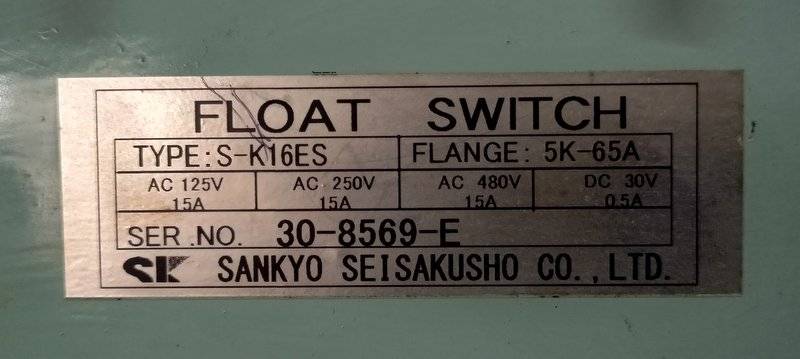 FLOAT SWITCH
TYPE:S-K16ES FLANGE: 5K-65A
AC 125V AC 250V AC 480V DC 30V
15A 15A 15A 0.5A
SER.NO. 30-8569-E
SK SANKYO SEISAKUSHO CO.,LTD.